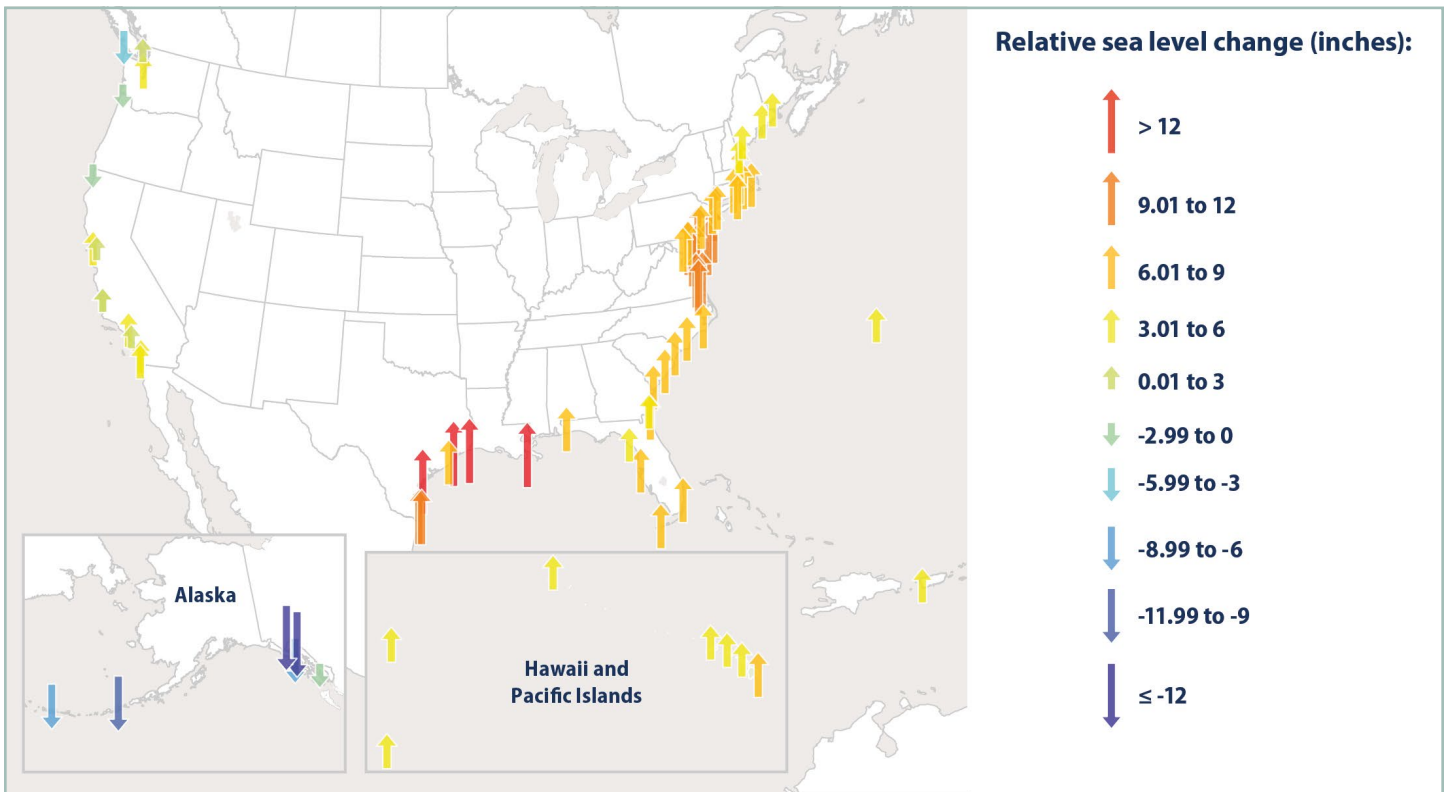 Relative sea level change (inches):
> 12
9.01 to 12
6.01 to 9
3.01 to 6
0.01 to 3
-2.99 to 0
-5.99 to -3
-8.99 to -6
-11.99 to -9
≤ -12
Alaska
Hawaii and
Pacific Islands